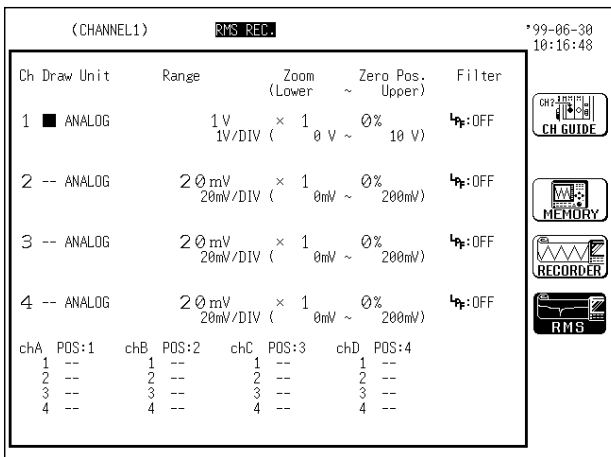 (CHANNEL1) RMS REC. '99-06-30
10:16:48
Ch Draw Unit Range Zoom Zero Pos. Filter
(Lower ~ Upper)
1 ■ ANALOG 1V × 1 0% LPF:OFF
1V/DIV ( 0 V ~ 10 V)
2 -- ANALOG 20mV × 1 0% LPF:OFF
20mV/DIV ( 0mV ~ 200mV)
3 -- ANALOG 20mV × 1 0% LPF:OFF
20mV/DIV ( 0mV ~ 200mV)
4 -- ANALOG 20mV × 1 0% LPF:OFF
20mV/DIV ( 0mV ~ 200mV)
chA POS:1 chB POS:2 chC POS:3 chD POS:4
1 -- 1 -- 1 -- 1 --
2 -- 2 -- 2 -- 2 --
3 -- 3 -- 3 -- 3 --
4 -- 4 -- 4 -- 4 --
CH2
CH GUIDE
MEMORY
RECORDER
RMS